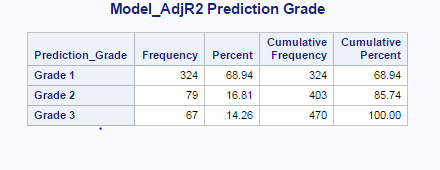 Model_AdjR2 Prediction Grade
Prediction_Grade Frequency Percent Cumulative Frequency Cumulative Percent
Grade 1 324 68.94 324 68.94
Grade 2 79 16.81 403 85.74
Grade 3 67 14.26 470 100.00